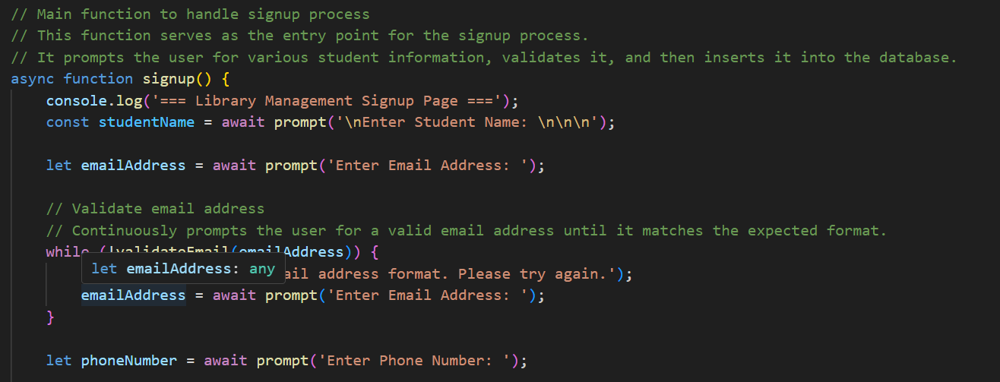 // Main function to handle signup process
// This function serves as the entry point for the signup process.
// It prompts the user for various student information, validates it, and then inserts it into the database.
async function signup() {
console.log('=== Library Management Signup Page ===');
const studentName = await prompt('\nEnter Student Name: \n\n\n');
let emailAddress = await prompt('Enter Email Address: ');
// Validate email address
// Continuously prompts the user for a valid email address until it matches the expected format.
while (!validateEmail(emailAddress)) {
let emailAddress: any
ail address format. Please try again.');
emailAddress = await prompt('Enter Email Address: ');
}
let phoneNumber = await prompt('Enter Phone Number: ');